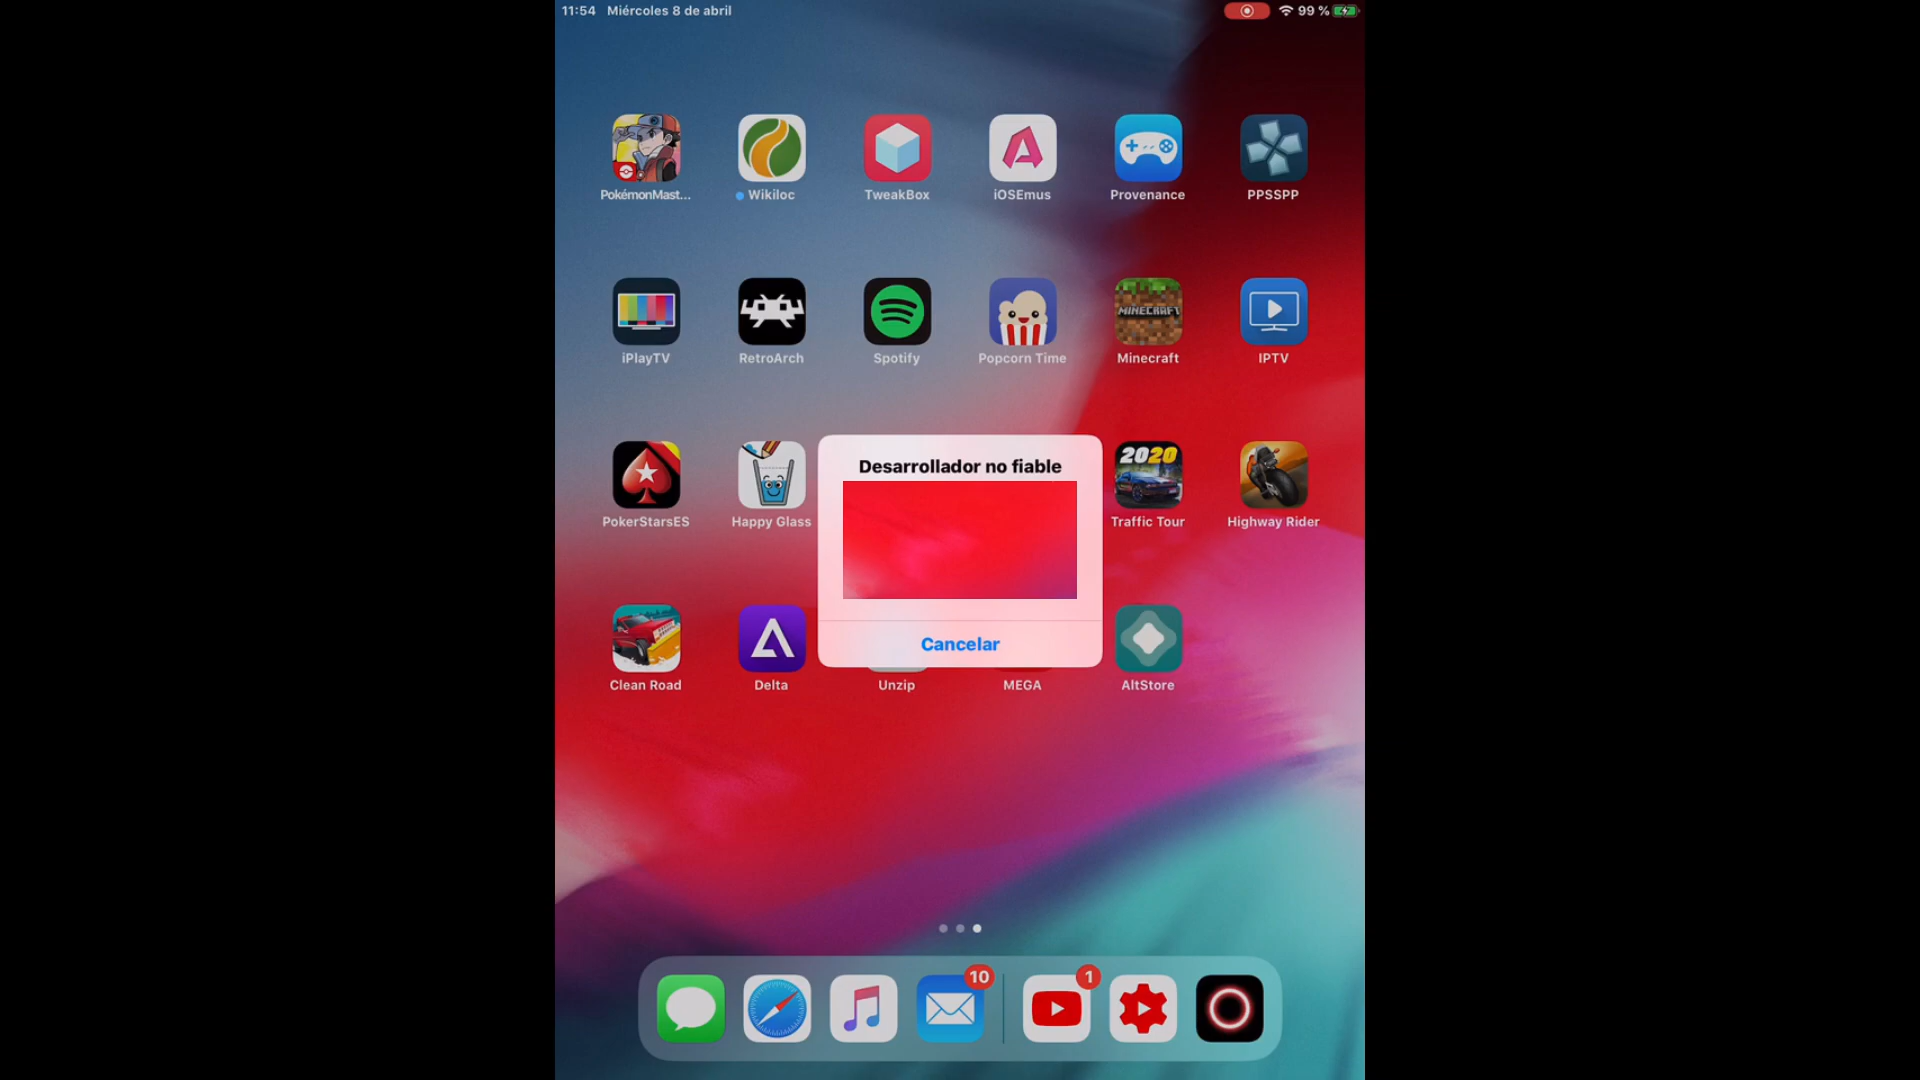 11:54 Miércoles 8 de abril
99 %
PokémonMast...
Wikiloc
TweakBox
iOSEmus
Provenance
PPSSPP
MINECRAFT
iPlayTV
RetroArch
Spotify
Popcorn Time
Minecraft
IPTV
2020
Desarrollador no fiable
PokerStarsES
Happy Glass
Traffic Tour
Highway Rider
Cancelar
Clean Road
Delta
Unzip
MEGA
AltStore
10
1